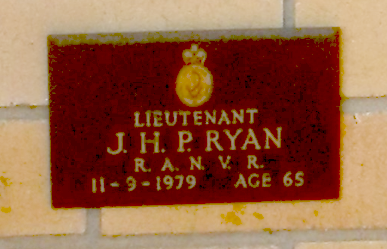 LIEUTENANT
J. H. P. RYAN
R. A. N. V. R.
11-9-1979 AGE 65